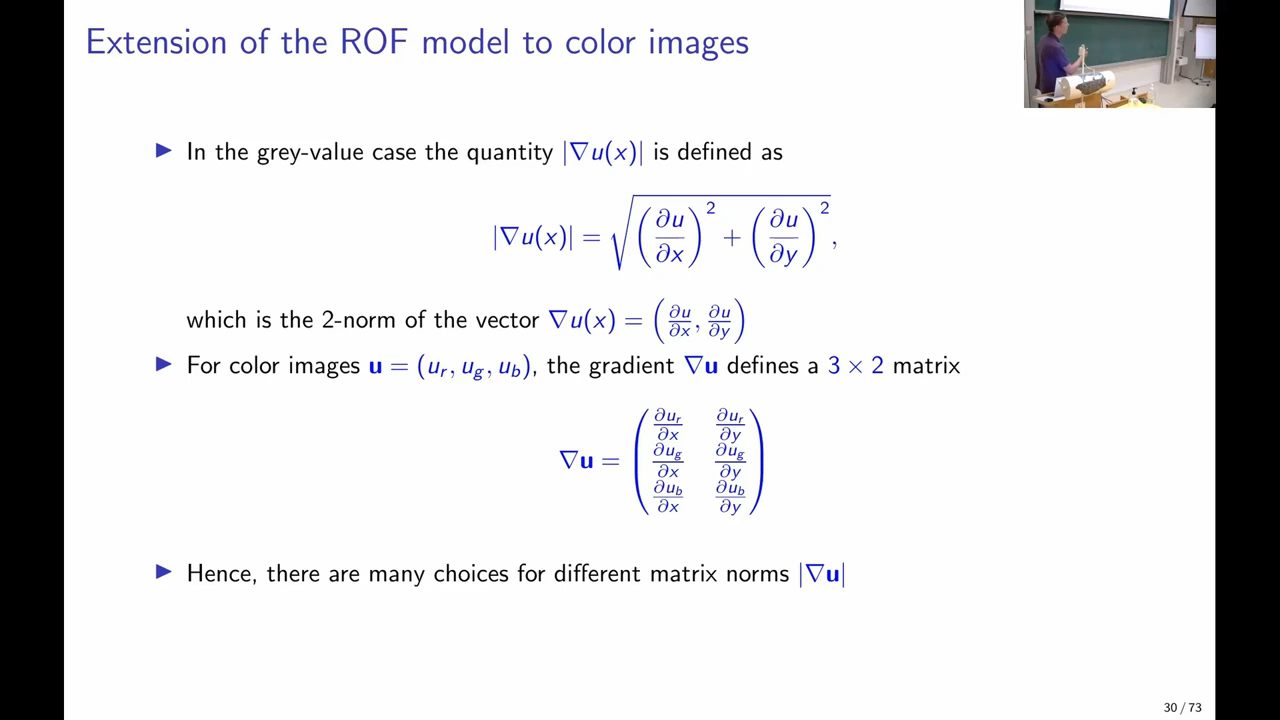 Extension of the ROF model to color images
▶ In the grey-value case the quantity |∇u(x)| is defined as
|∇u(x)| = √((∂u/∂x)² + (∂u/∂y)²),
which is the 2-norm of the vector ∇u(x) = (∂u/∂x, ∂u/∂y)
▶ For color images u = (u_r, u_g, u_b), the gradient ∇u defines a 3 × 2 matrix
∇u = (∂u_r/∂x ∂u_r/∂y
∂u_g/∂x ∂u_g/∂y
∂u_b/∂x ∂u_b/∂y)
▶ Hence, there are many choices for different matrix norms |∇u|
30 / 73